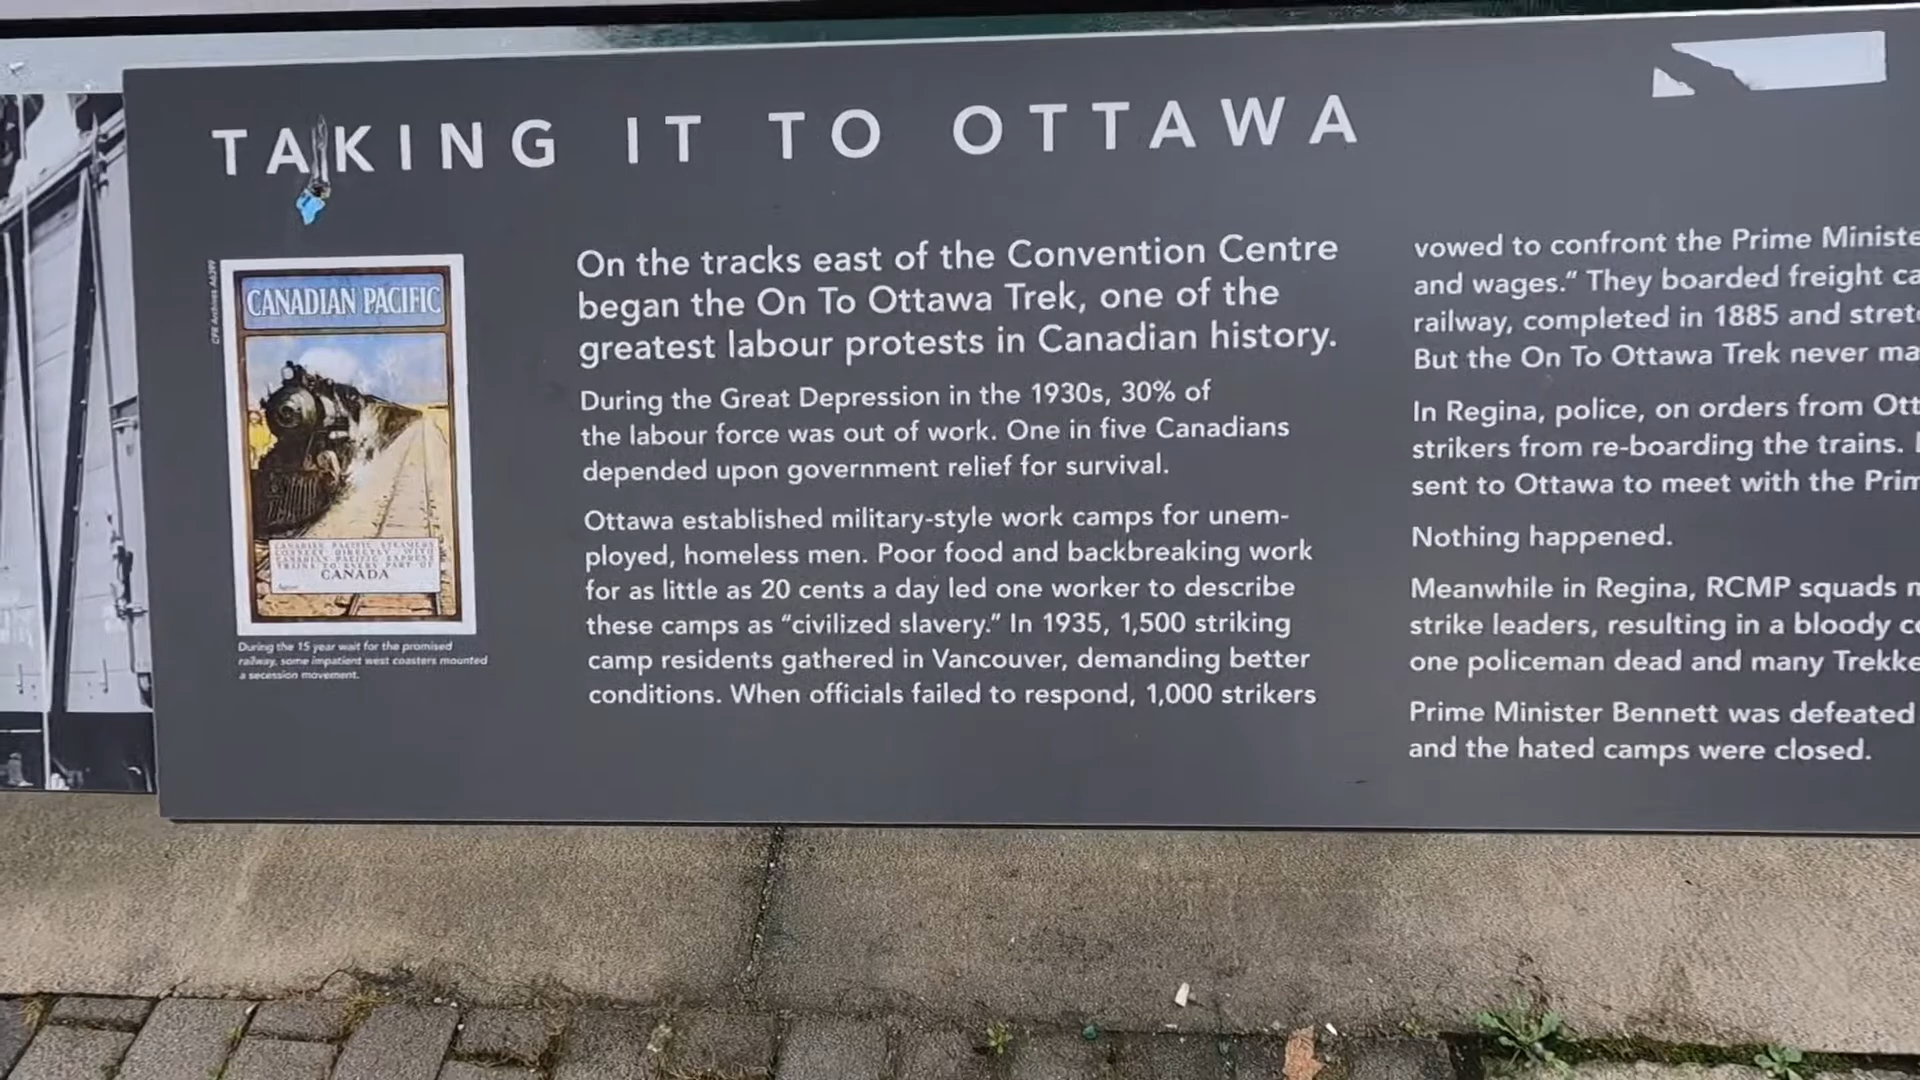 TAKING IT TO OTTAWA
CPR Archives A6399
CANADIAN PACIFIC
CANADIAN PACIFIC STEAMERS
CONNECT DIRECTLY WITH
CANADIAN PACIFIC EXPRESS
TRAINS TO EVERY PART OF
CANADA
During the 15 year wait for the promised
railway, some impatient west coasters mounted
a secession movement.
On the tracks east of the Convention Centre
began the On To Ottawa Trek, one of the
greatest labour protests in Canadian history.
During the Great Depression in the 1930s, 30% of
the labour force was out of work. One in five Canadians
depended upon government relief for survival.
Ottawa established military-style work camps for unem-
ployed, homeless men. Poor food and backbreaking work
for as little as 20 cents a day led one worker to describe
these camps as “civilized slavery.” In 1935, 1,500 striking
camp residents gathered in Vancouver, demanding better
conditions. When officials failed to respond, 1,000 strikers
vowed to confront the Prime Ministe
and wages.” They boarded freight ca
railway, completed in 1885 and stret
But the On To Ottawa Trek never ma
In Regina, police, on orders from Ott
strikers from re-boarding the trains.
sent to Ottawa to meet with the Prim
Nothing happened.
Meanwhile in Regina, RCMP squads
strike leaders, resulting in a bloody c
one policeman dead and many Trekke
Prime Minister Bennett was defeated
and the hated camps were closed.